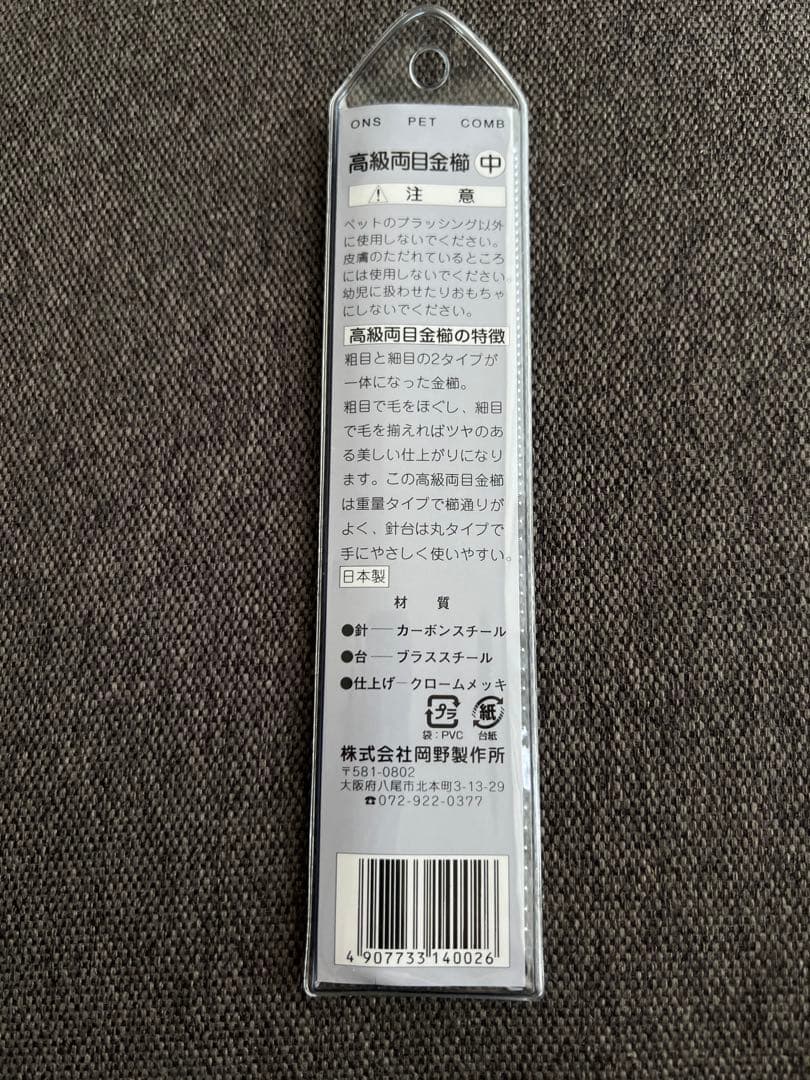 ONS PET COMB
高級両目金櫛 中
注意
ペットのブラッシング以外
に使用しないでください。
皮膚のただれているところ
には使用しないでください。
幼児に扱わせたりおもちゃ
にしないでください。
高級両目金櫛の特徴
粗目と細目の2タイプが
一体になった金櫛。
粗目で毛をほぐし、細目
で毛を揃えればツヤのあ
る美しい仕上がりになり
ます。この高級両目金櫛
は重量タイプで櫛通りが
よく、針台は丸タイプで
手にやさしく使いやすい。
日本製
材質
●針─カーボンスチール
●台─ブラススチール
●仕上げ─クロームメッキ
プラ 紙
袋:PVC 台紙
株式会社岡野製作所
〒581-0802
大阪府八尾市北本町3-13-29
☎072-922-0377
4 907733 140026